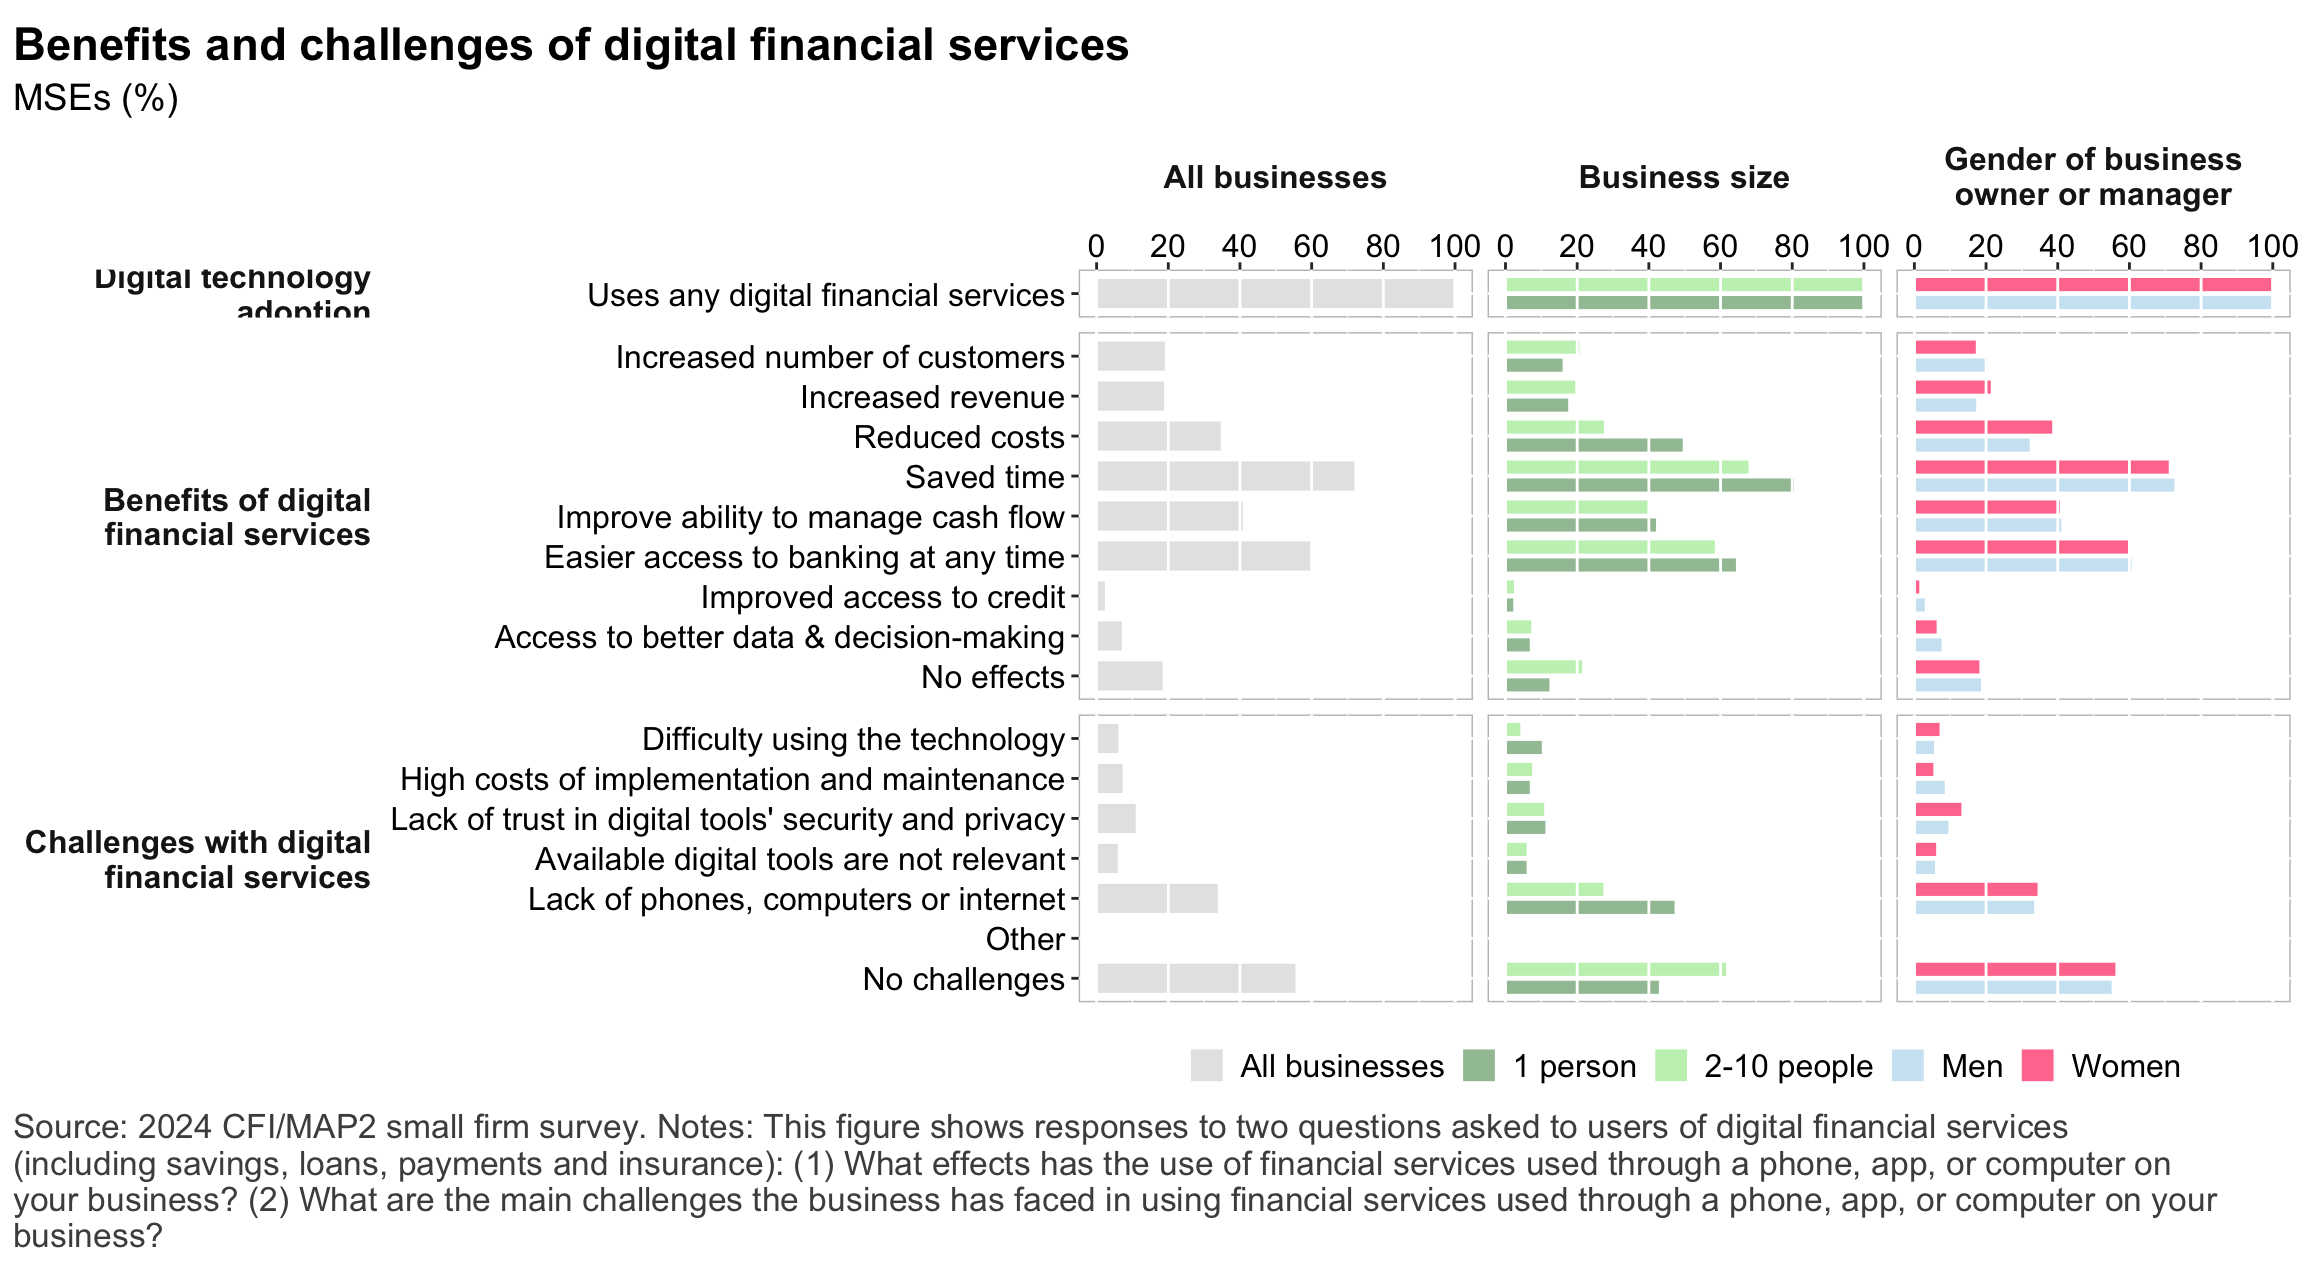 Benefits and challenges of digital financial services
MSEs (%)
All businesses
Business size
Gender of business
owner or manager
0 20 40 60 80 100 0 20 40 60 80 100 0 20 40 60 80 100
Digital technology
adoption
Uses any digital financial services
Benefits of digital
financial services
Increased number of customers
Increased revenue
Reduced costs
Saved time
Improve ability to manage cash flow
Easier access to banking at any time
Improved access to credit
Access to better data & decision-making
No effects
Challenges with digital
financial services
Difficulty using the technology
High costs of implementation and maintenance
Lack of trust in digital tools' security and privacy
Available digital tools are not relevant
Lack of phones, computers or internet
Other
No challenges
All businesses 1 person 2-10 people Men Women
Source: 2024 CFI/MAP2 small firm survey. Notes: This figure shows responses to two questions asked to users of digital financial services
(including savings, loans, payments and insurance): (1) What effects has the use of financial services used through a phone, app, or computer on
your business? (2) What are the main challenges the business has faced in using financial services used through a phone, app, or computer on your
business?